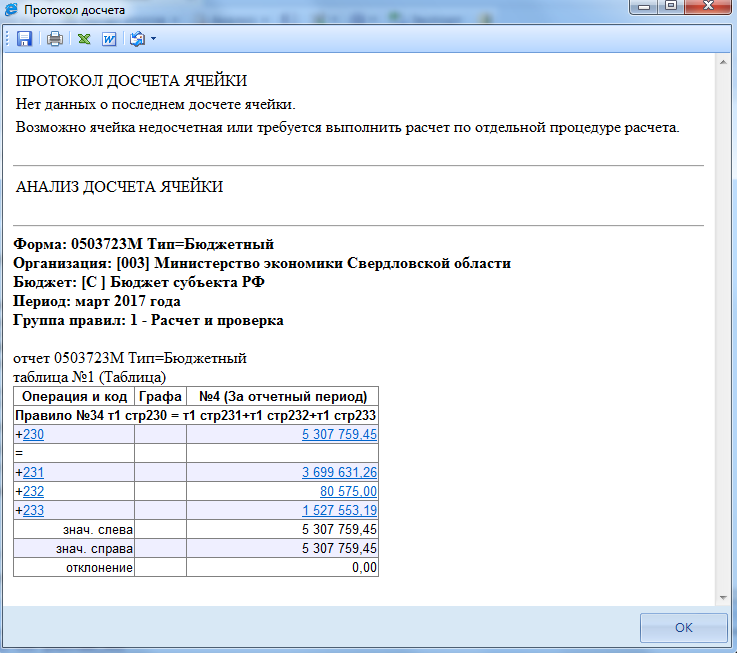 Протокол досчета
ПРОТОКОЛ ДОСЧЕТА ЯЧЕЙКИ
Нет данных о последнем досчете ячейки.
Возможно ячейка недосчетная или требуется выполнить расчет по отдельной процедуре расчета.
АНАЛИЗ ДОСЧЕТА ЯЧЕЙКИ
Форма: 0503723М Тип=Бюджетный
Организация: [003] Министерство экономики Свердловской области
Бюджет: [С ] Бюджет субъекта РФ
Период: март 2017 года
Группа правил: 1 - Расчет и проверка
отчет 0503723М Тип=Бюджетный
таблица №1 (Таблица)
Операция и код Графа №4 (За отчетный период)
Правило №34 т1 стр230 = т1 стр231+т1 стр232+т1 стр233
+230 5 307 759,45
=
+231 3 699 631,26
+232 80 575,00
+233 1 527 553,19
знач. слева 5 307 759,45
знач. справа 5 307 759,45
отклонение 0,00
OK